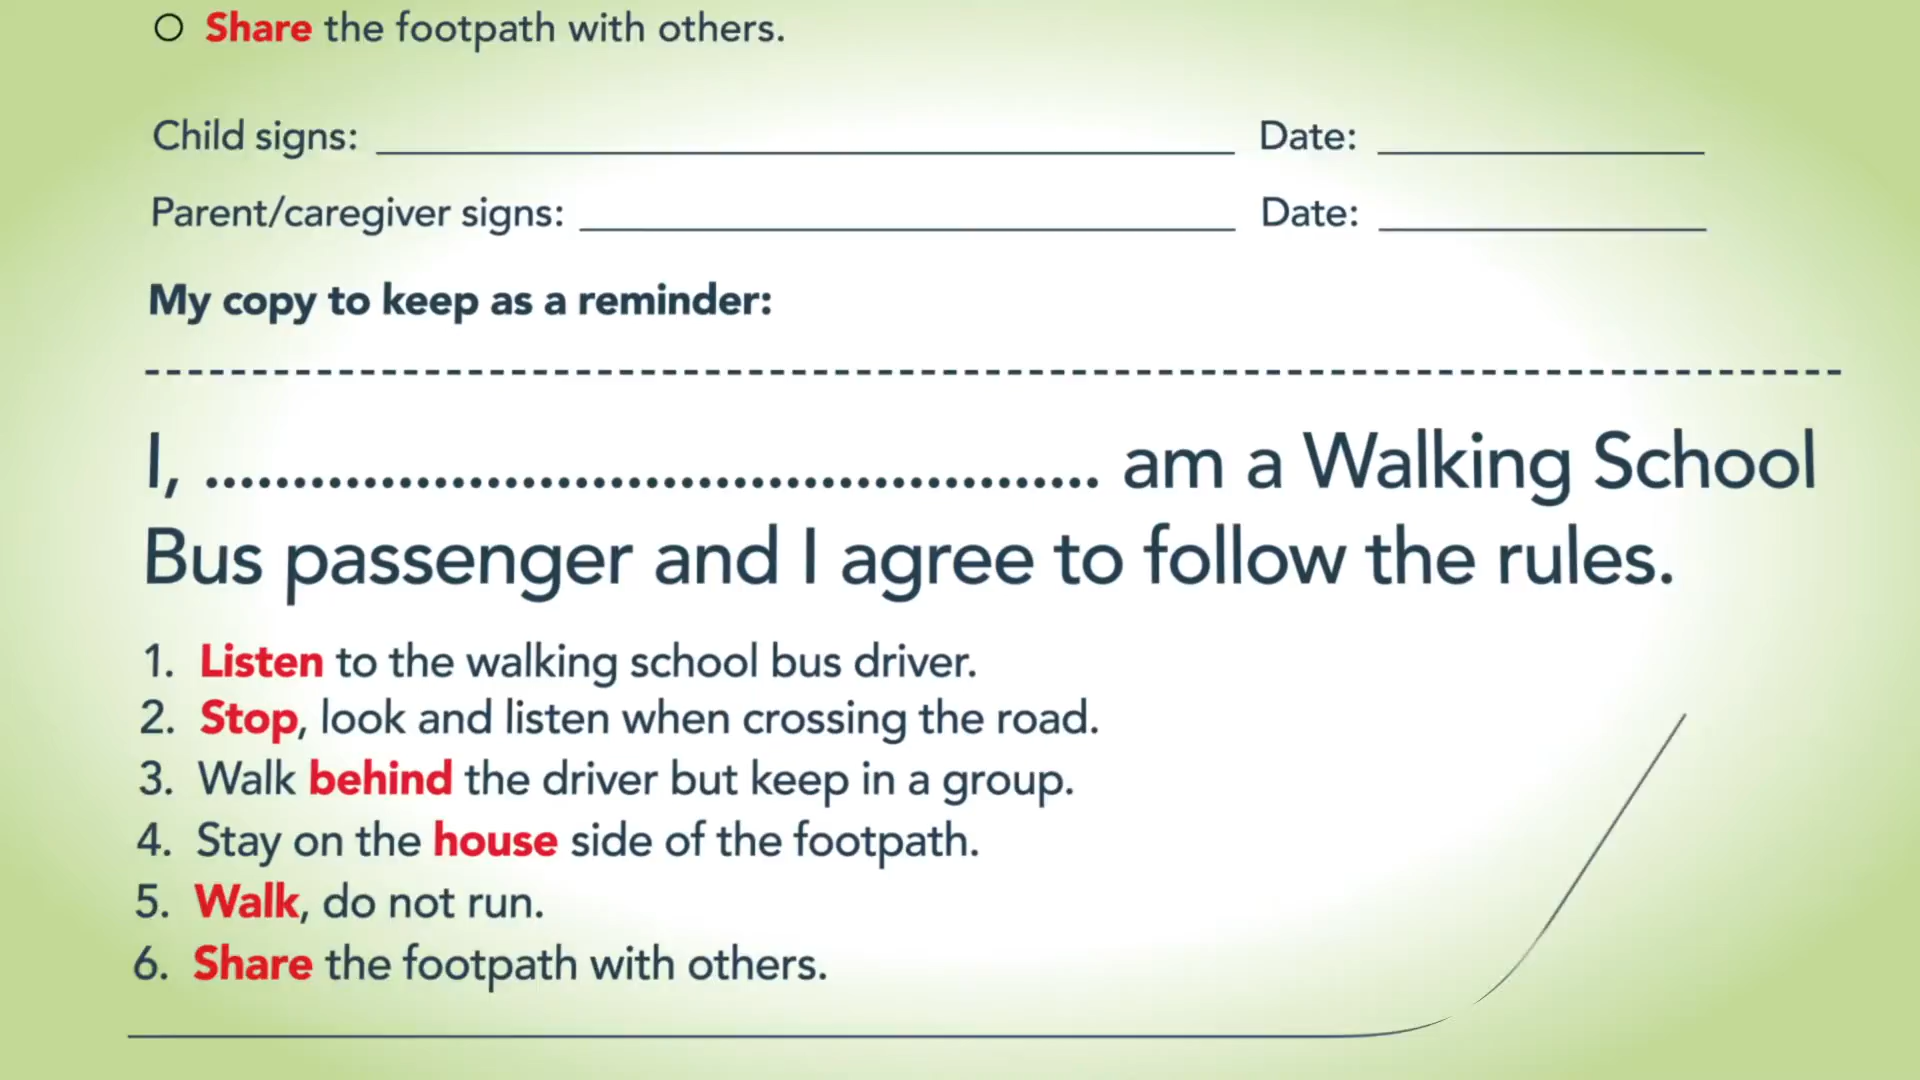 Share the footpath with others.
Child signs: Date:
Parent/caregiver signs: Date:
My copy to keep as a reminder:
I, .................................................... am a Walking School
Bus passenger and I agree to follow the rules.
1. Listen to the walking school bus driver.
2. Stop, look and listen when crossing the road.
3. Walk behind the driver but keep in a group.
4. Stay on the house side of the footpath.
5. Walk, do not run.
6. Share the footpath with others.